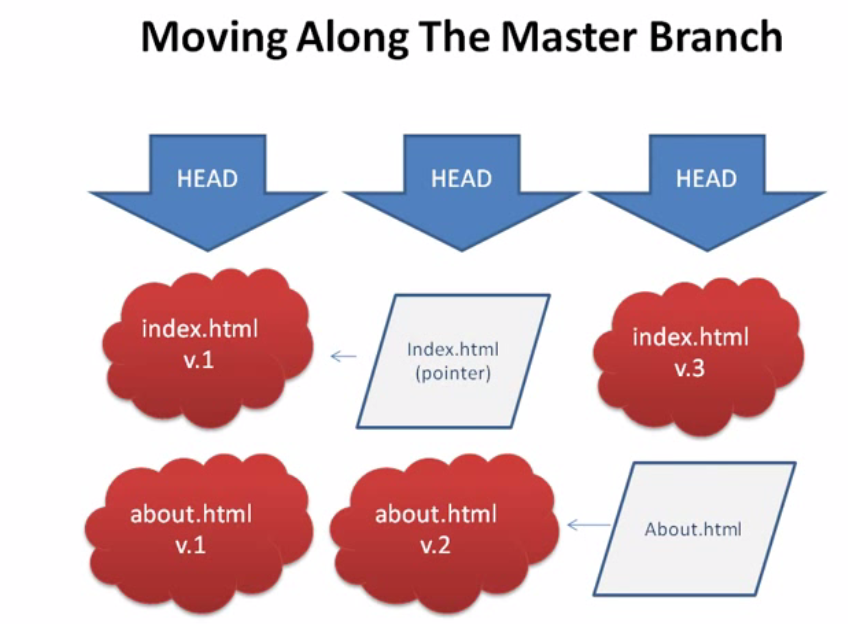 Moving Along The Master Branch
HEAD
HEAD
HEAD
index.html
v.1
Index.html
(pointer)
index.html
v.3
about.html
v.1
about.html
v.2
About.html